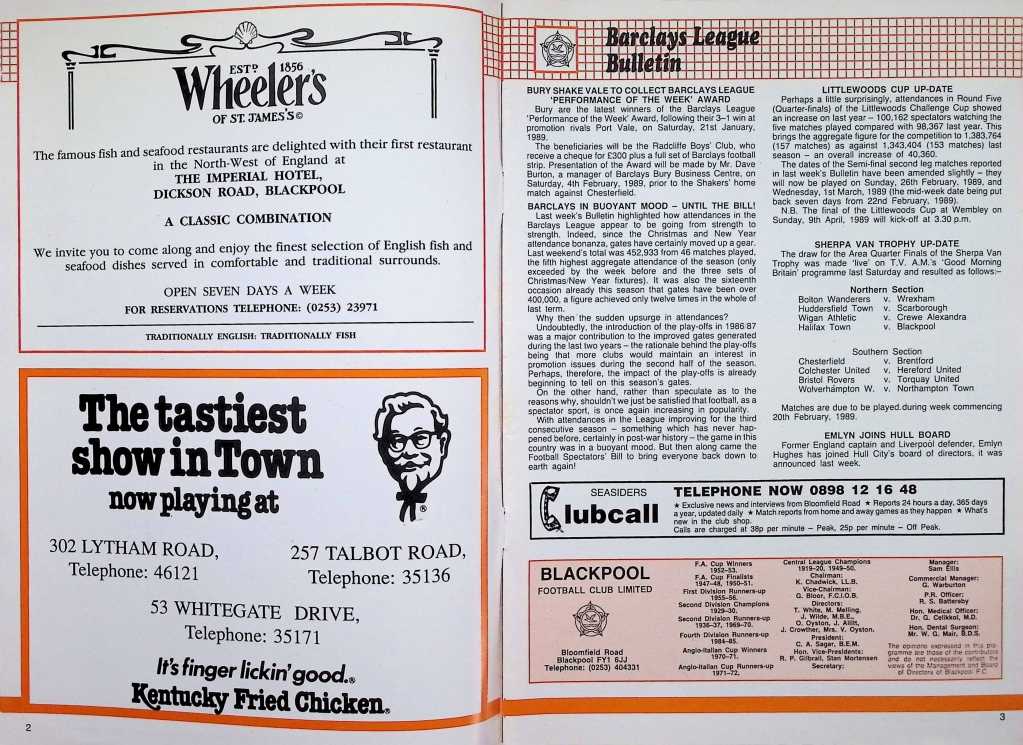 ESTD 1856
Wheeler's
OF ST. JAMES'S©
The famous fish and seafood restaurants are delighted with their first restaurant
in the North-West of England at
THE IMPERIAL HOTEL,
DICKSON ROAD, BLACKPOOL
A CLASSIC COMBINATION
We invite you to come along and enjoy the finest selection of English fish and
seafood dishes served in comfortable and traditional surrounds.
OPEN SEVEN DAYS A WEEK
FOR RESERVATIONS TELEPHONE: (0253) 23971
TRADITIONALLY ENGLISH: TRADITIONALLY FISH
The tastiest
show in Town
now playing at
®
302 LYTHAM ROAD,
Telephone: 46121
257 TALBOT ROAD,
Telephone: 35136
53 WHITEGATE DRIVE,
Telephone: 35171
It's finger lickin' good.®
Kentucky Fried Chicken®
2
Barclays League
Bulletin
BURY SHAKE VALE TO COLLECT BARCLAYS LEAGUE
'PERFORMANCE OF THE WEEK' AWARD
Bury are the latest winners of the Barclays League
'Performance of the Week' Award, following their 3–1 win at
promotion rivals Port Vale, on Saturday, 21st January,
1989.
The beneficiaries will be the Radcliffe Boys' Club, who
receive a cheque for £300 plus a full set of Barclays football
strip. Presentation of the Award will be made by Mr. Dave
Burton, a manager of Barclays Bury Business Centre, on
Saturday, 4th February, 1989, prior to the Shakers' home
match against Chesterfield.
BARCLAYS IN BUOYANT MOOD – UNTIL THE BILL!
Last week's Bulletin highlighted how attendances in the
Barclays League appear to be going from strength to
strength. Indeed, since the Christmas and New Year
attendance bonanza, gates have certainly moved up a gear.
Last weekend's total was 452,933 from 46 matches played,
the fifth highest aggregate attendance of the season (only
exceeded by the week before and the three sets of
Christmas/New Year fixtures). It was also the sixteenth
occasion already this season that gates have been over
400,000, a figure achieved only twelve times in the whole of
last term.
Why then the sudden upsurge in attendances?
Undoubtedly, the introduction of the play-offs in 1986/87
was a major contribution to the improved gates generated
during the last two years – the rationale behind the play-offs
being that more clubs would maintain an interest in
promotion issues during the second half of the season.
Perhaps, therefore, the impact of the play-offs is already
beginning to tell on this season's gates.
On the other hand, rather than speculate as to the
reasons why, shouldn't we just be satisfied that football, as a
spectator sport, is once again increasing in popularity.
With attendances in the League improving for the third
consecutive season – something which has never hap-
pened before, certainly in post-war history – the game in this
country was in a buoyant mood. But then along came the
Football Spectators' Bill to bring everyone back down to
earth again!
LITTLEWOODS CUP UP-DATE
Perhaps a little surprisingly, attendances in Round Five
(Quarter-finals) of the Littlewoods Challenge Cup showed
an increase on last year – 100,162 spectators watching the
five matches played compared with 98,367 last year. This
brings the aggregate figure for the competition to 1,383,764
(157 matches) as against 1,343,404 (153 matches) last
season – an overall increase of 40,360.
The dates of the Semi-final second leg matches reported
in last week's Bulletin have been amended slightly – they
will now be played on Sunday, 26th February, 1989, and
Wednesday, 1st March, 1989 (the mid-week date being put
back seven days from 22nd February, 1989).
N.B. The final of the Littlewoods Cup at Wembley on
Sunday, 9th April, 1989 will kick-off at 3.30 p.m.
SHERPA VAN TROPHY UP-DATE
The draw for the Area Quarter Finals of the Sherpa Van
Trophy was made 'live' on T.V. A.M.'s 'Good Morning
Britain' programme last Saturday and resulted as follows:–
Northern Section
Bolton Wanderers v. Wrexham
Huddersfield Town v. Scarborough
Wigan Athletic v. Crewe Alexandra
Halifax Town v. Blackpool
Southern Section
Chesterfield v. Brentford
Colchester United v. Hereford United
Bristol Rovers v. Torquay United
Wolverhampton W. v. Northampton Town
Matches are due to be played during week commencing
20th February, 1989.
EMLYN JOINS HULL BOARD
Former England captain and Liverpool defender, Emlyn
Hughes has joined Hull City's board of directors, it was
announced last week.
SEASIDERS
Clubcall
TELEPHONE NOW 0898 12 16 48
★ Exclusive news and interviews from Bloomfield Road ★ Reports 24 hours a day, 365 days
a year, updated daily ★ Match reports from home and away games as they happen ★ What's
new in the club shop.
Calls are charged at 38p per minute – Peak, 25p per minute – Off Peak.
BLACKPOOL
FOOTBALL CLUB LIMITED
Bloomfield Road
Blackpool FY1 6JJ
Telephone: (0253) 404331
F.A. Cup Winners
1952–53.
F.A. Cup Finalists
1947–48, 1950–51.
First Division Runners-up
1955–56.
Second Division Champions
1929–30.
Second Division Runners-up
1936–37, 1969–70.
Fourth Division Runners-up
1984–85.
Anglo-Italian Cup Winners
1970–71.
Anglo-Italian Cup Runners-up
1971–72.
Central League Champions
1919–20, 1949–50.
Chairman:
K. Chadwick, LL.B.
Vice-Chairman:
G. Bloor, F.C.I.O.B.
Directors:
T. White, M. Melling,
J. Wilde, M.B.E.,
O. Oyston, J. Allitt,
J. Crowther, Mrs. V. Oyston.
President:
C. A. Sagar, B.E.M.
Hon. Vice-Presidents:
R. P. Gilbrail, Stan Mortensen
Secretary:
Manager:
Sam Ellis
Commercial Manager:
G. Warburton
P.R. Officer:
R. S. Battersby
Hon. Medical Officer:
Dr. G. Celikkol, M.D.
Hon. Dental Surgeon:
Mr. W. G. Mair, B.D.S.
The opinions expressed in this pro-
gramme are those of the contributors
and do not necessarily reflect the
views of the Management and Board
of Directors of Blackpool F.C.
3